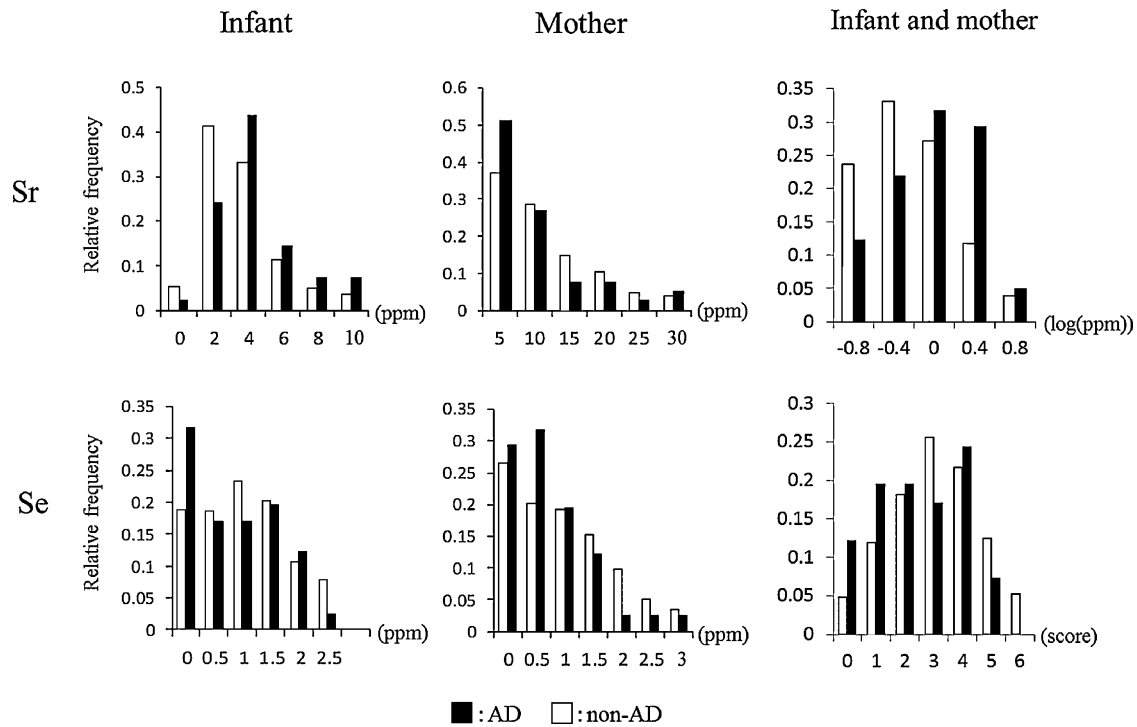 Infant
Mother
Infant and mother
Sr
Relative frequency
0.5
0.4
0.3
0.2
0.1
0
0 2 4 6 8 10
(ppm)
0.6
0.5
0.4
0.3
0.2
0.1
0
5 10 15 20 25 30
(ppm)
0.35
0.3
0.25
0.2
0.15
0.1
0.05
0
-0.8 -0.4 0 0.4 0.8
(log(ppm))
Se
Relative frequency
0.35
0.3
0.25
0.2
0.15
0.1
0.05
0
0 0.5 1 1.5 2 2.5
(ppm)
0.35
0.3
0.25
0.2
0.15
0.1
0.05
0
0 0.5 1 1.5 2 2.5 3
(ppm)
0.3
0.25
0.2
0.15
0.1
0.05
0
0 1 2 3 4 5 6
(score)
: AD : non-AD